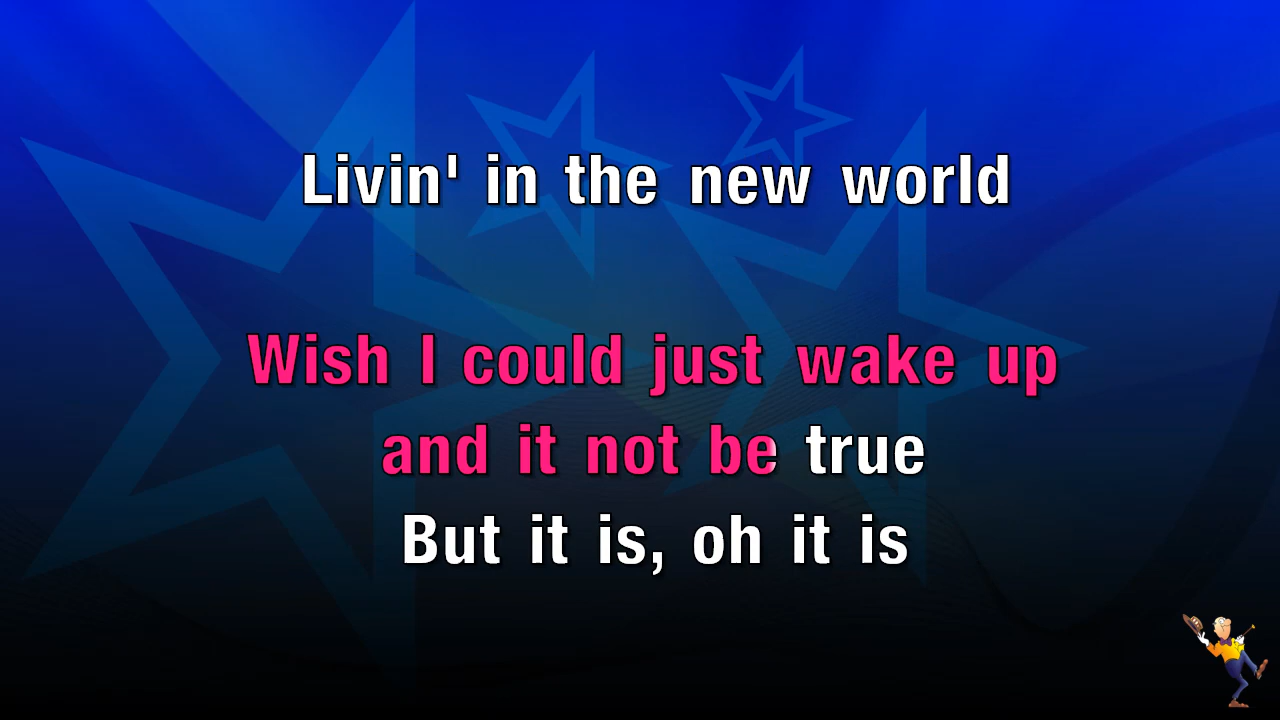 Livin' in the new world
Wish I could just wake up
and it not be true
But it is, oh it is